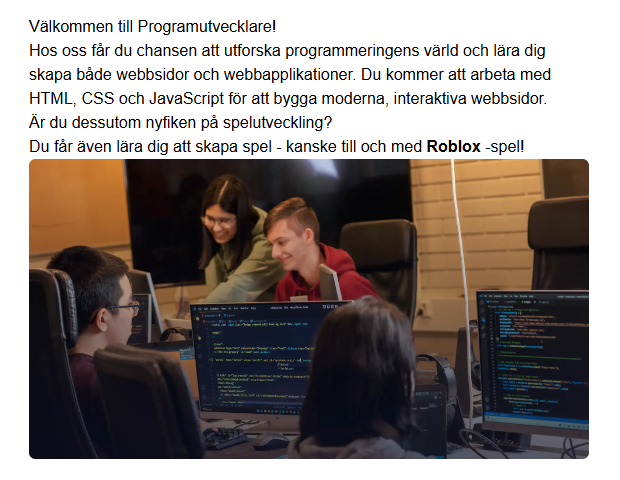 Välkommen till Programutvecklare!
Hos oss får du chansen att utforska programmeringens värld och lära dig
skapa både webbsidor och webbapplikationer. Du kommer att arbeta med
HTML, CSS och JavaScript för att bygga moderna, interaktiva webbsidor.
Är du dessutom nyfiken på spelutveckling?
Du får även lära dig att skapa spel - kanske till och med Roblox -spel!